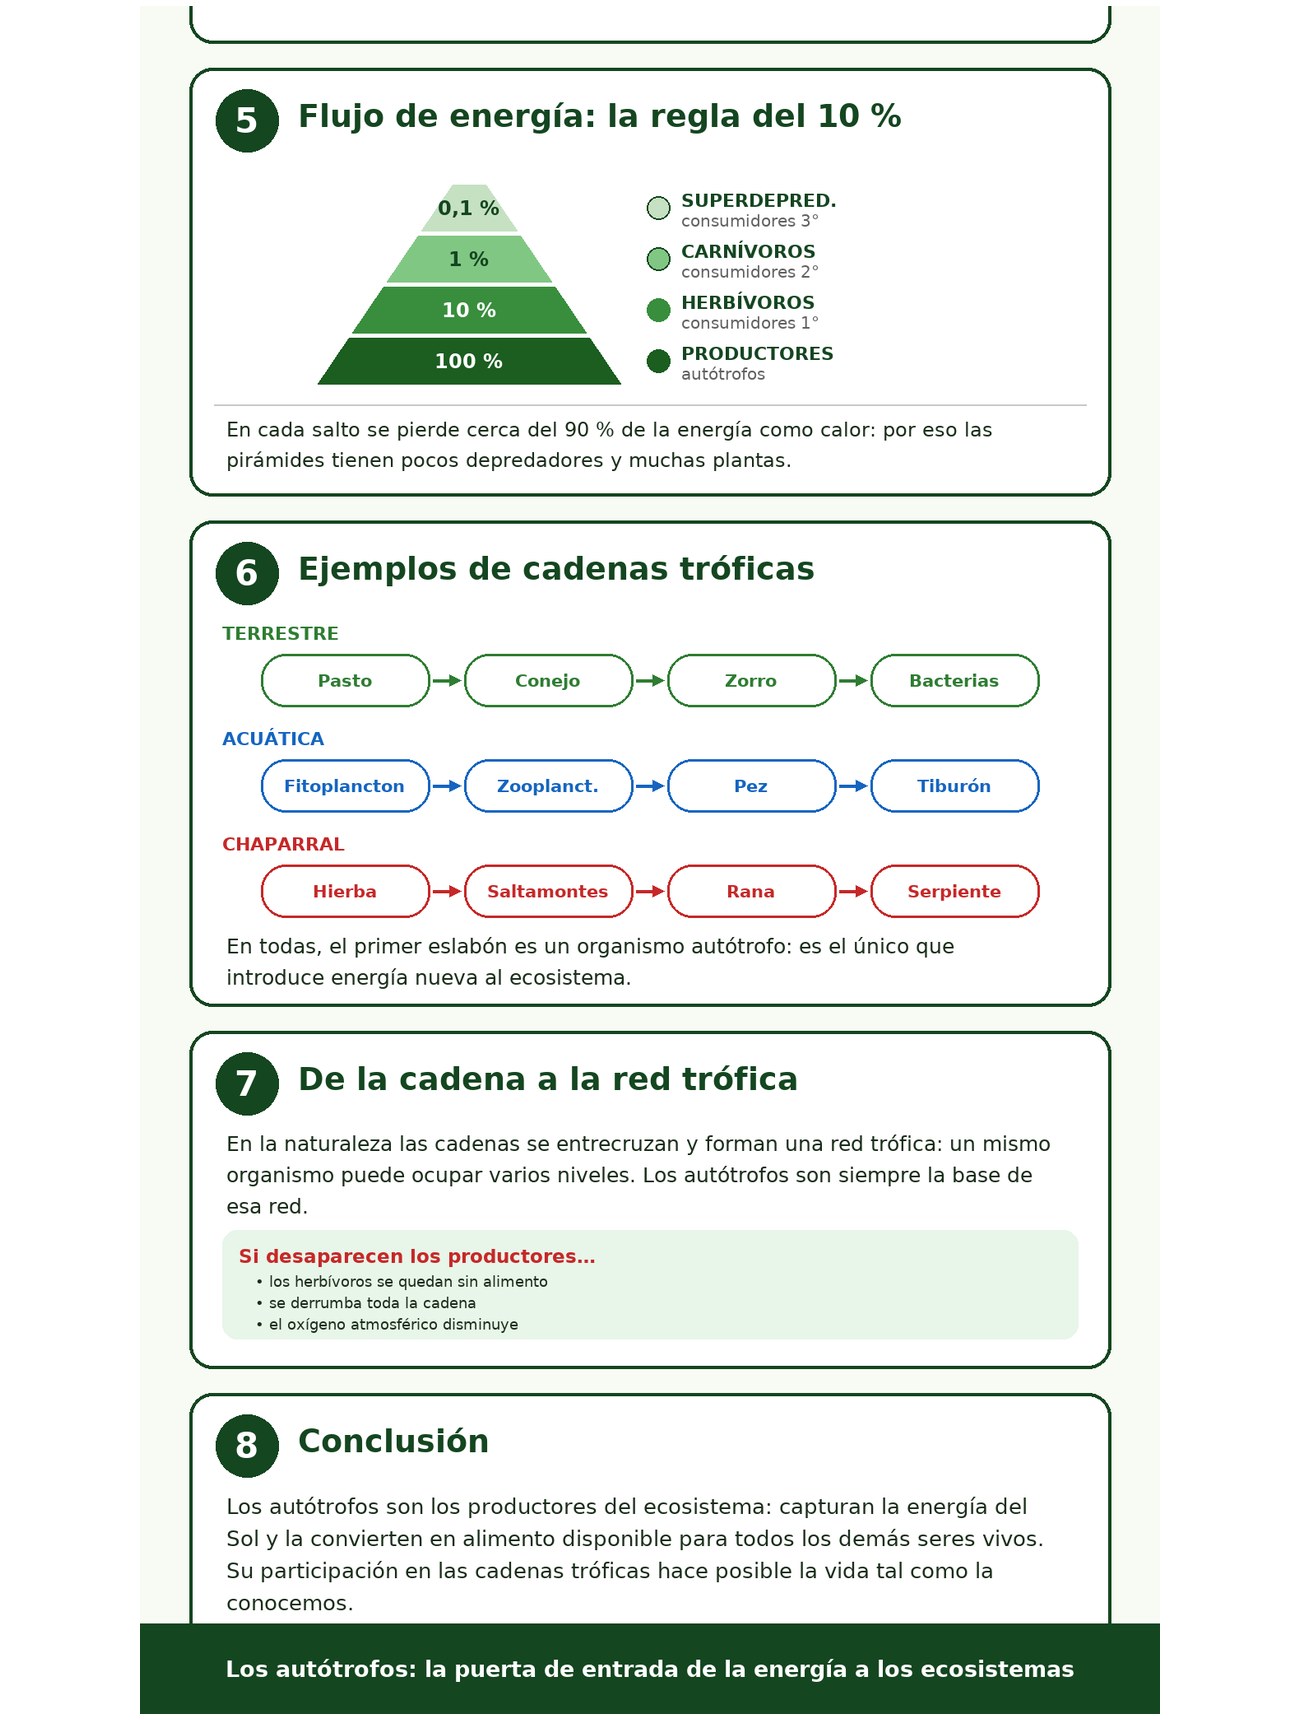 5
Flujo de energía: la regla del 10 %
0,1 %
SUPERDEPRED.
consumidores 3°
1 %
CARNÍVOROS
consumidores 2°
10 %
HERBÍVOROS
consumidores 1°
100 %
PRODUCTORES
autótrofos
En cada salto se pierde cerca del 90 % de la energía como calor: por eso las
pirámides tienen pocos depredadores y muchas plantas.
6
Ejemplos de cadenas tróficas
TERRESTRE
Pasto Conejo Zorro Bacterias
ACUÁTICA
Fitoplancton Zooplanct. Pez Tiburón
CHAPARRAL
Hierba Saltamontes Rana Serpiente
En todas, el primer eslabón es un organismo autótrofo: es el único que
introduce energía nueva al ecosistema.
7
De la cadena a la red trófica
En la naturaleza las cadenas se entrecruzan y forman una red trófica: un mismo
organismo puede ocupar varios niveles. Los autótrofos son siempre la base de
esa red.
Si desaparecen los productores…
• los herbívoros se quedan sin alimento
• se derrumba toda la cadena
• el oxígeno atmosférico disminuye
8
Conclusión
Los autótrofos son los productores del ecosistema: capturan la energía del
Sol y la convierten en alimento disponible para todos los demás seres vivos.
Su participación en las cadenas tróficas hace posible la vida tal como la
conocemos.
Los autótrofos: la puerta de entrada de la energía a los ecosistemas